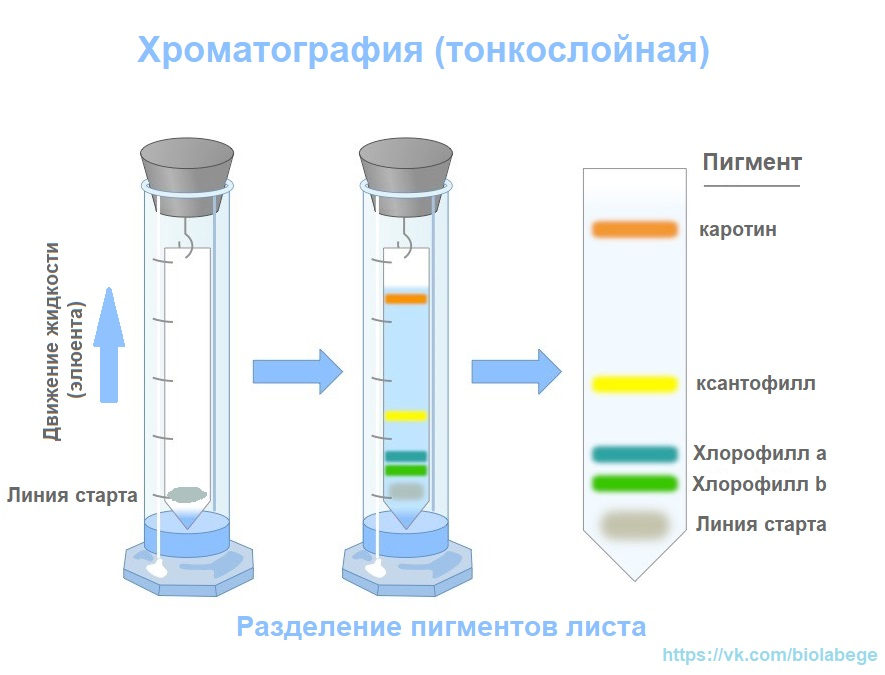 Хроматография (тонкослойная)
Пигмент
каротин
Движение жидкости
(элюента)
ксантофилл
Хлорофилл a
Хлорофилл b
Линия старта
Линия старта
Разделение пигментов листа
https://vk.com/biolabege